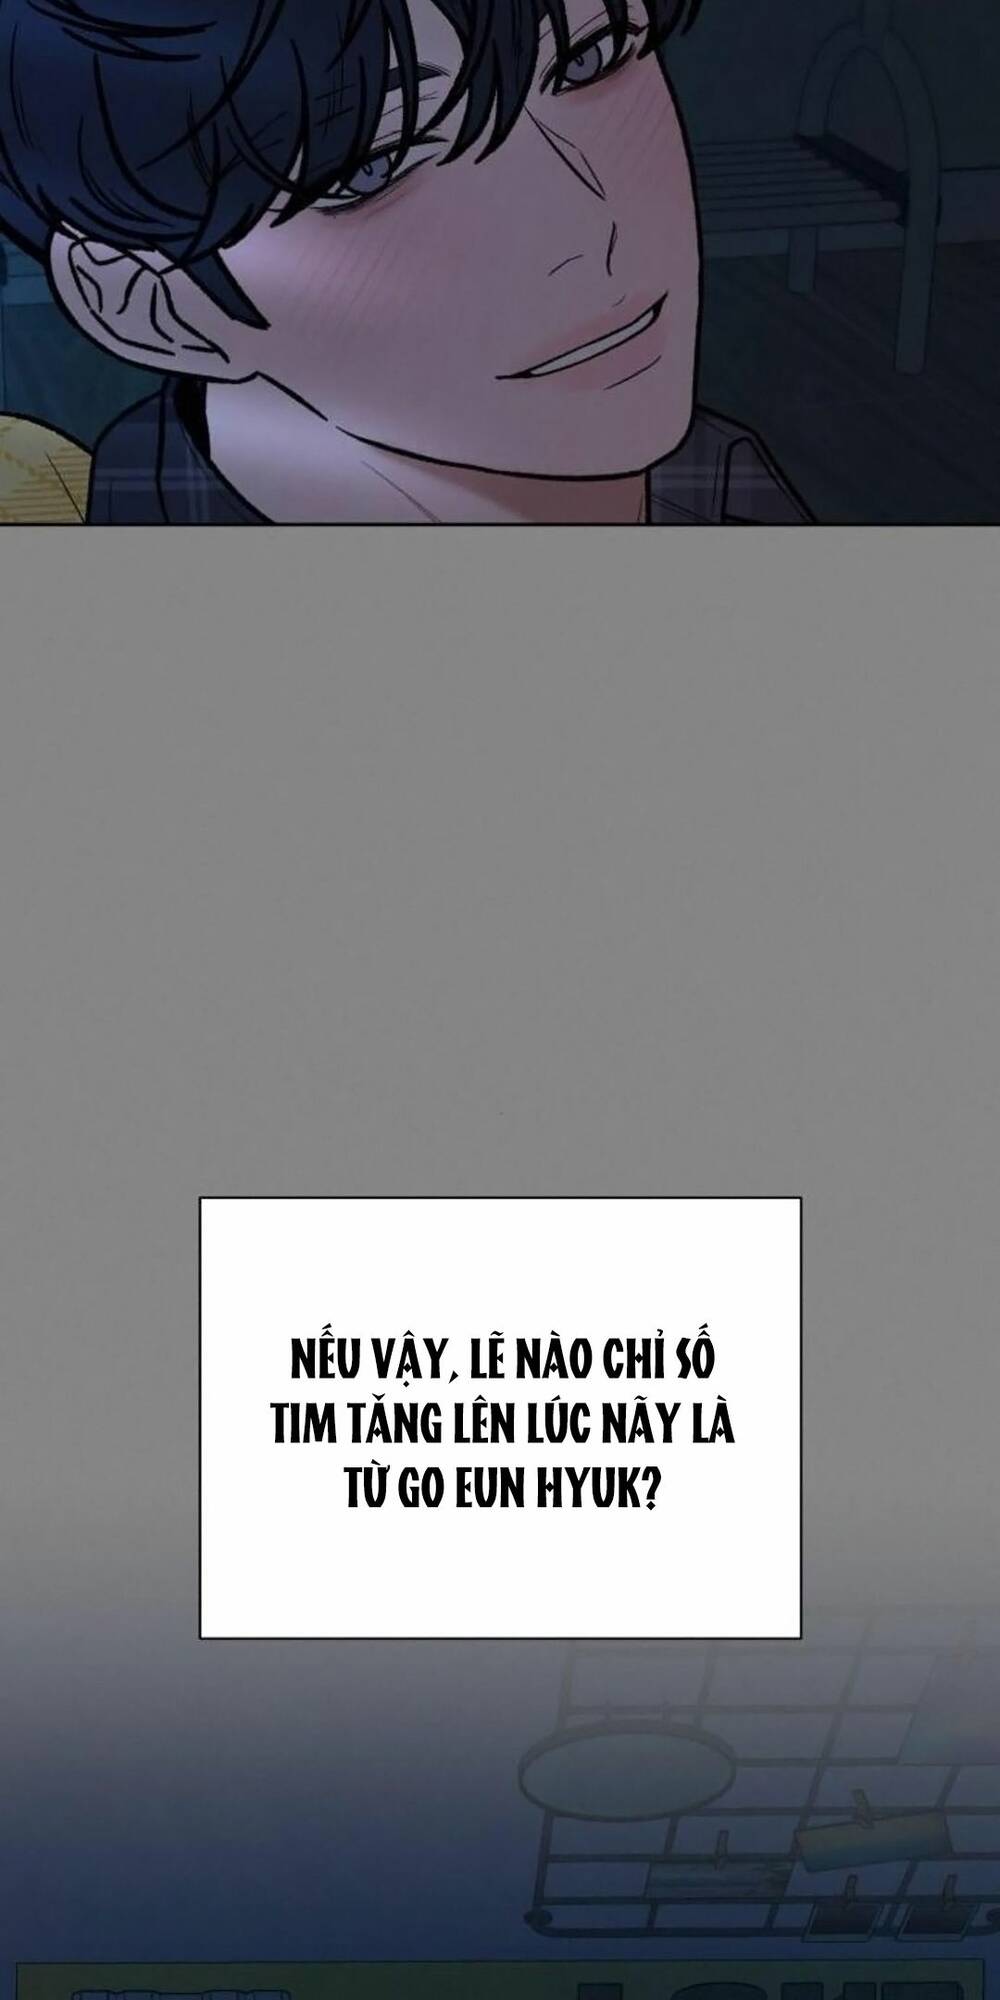 NẾU VẬY, LẼ NÀO CHỈ SỐ
TIM TĂNG LÊN LÚC NÃY LÀ
TỪ GO EUN HYUK?